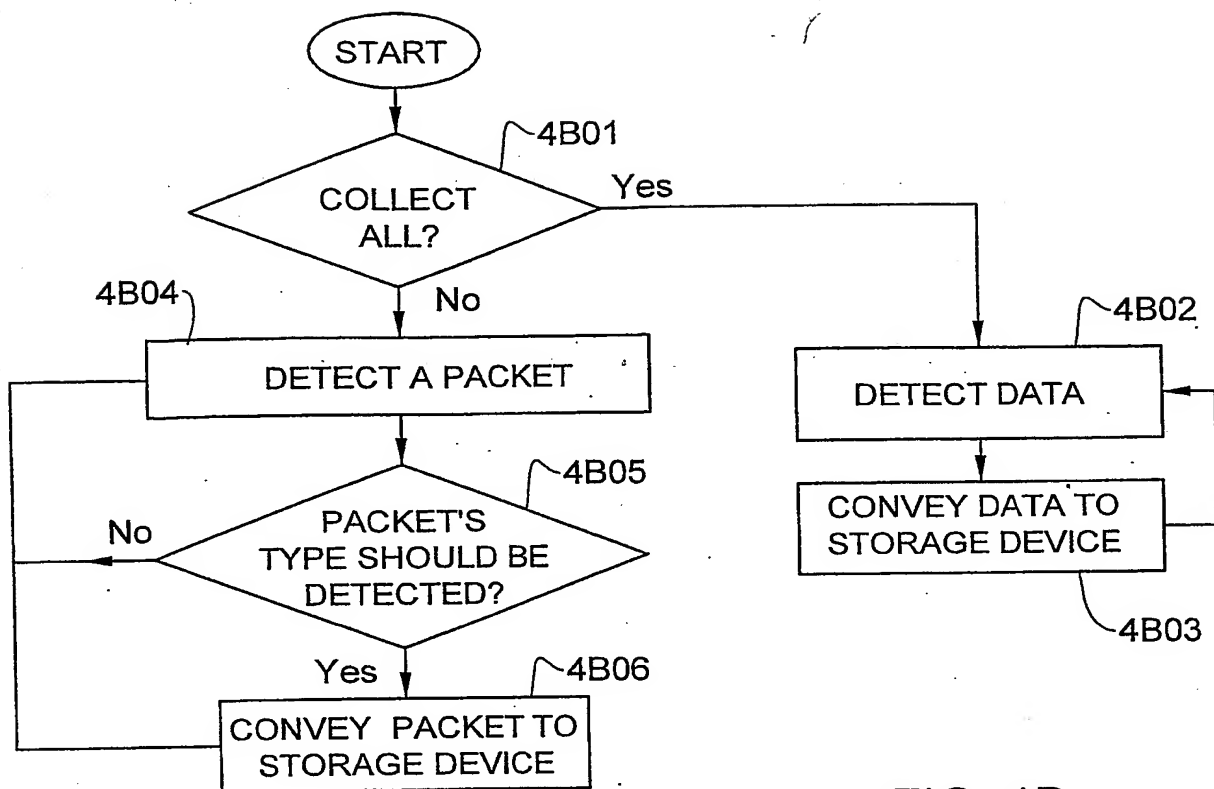 START
4B01
COLLECT
ALL?
Yes
No
4B04
DETECT A PACKET
4B02
DETECT DATA
4B05
PACKET'S
TYPE SHOULD BE
DETECTED?
No
CONVEY DATA TO
STORAGE DEVICE
4B03
Yes
4B06
CONVEY PACKET TO
STORAGE DEVICE